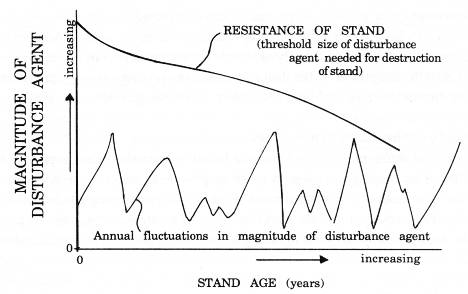 RESISTANCE OF STAND
(threshold size of disturbance
agent needed for destruction
of stand)
MAGNITUDE OF
DISTURBANCE AGENT
increasing
Annual fluctuations in magnitude of disturbance agent
0
0
increasing
STAND AGE (years)